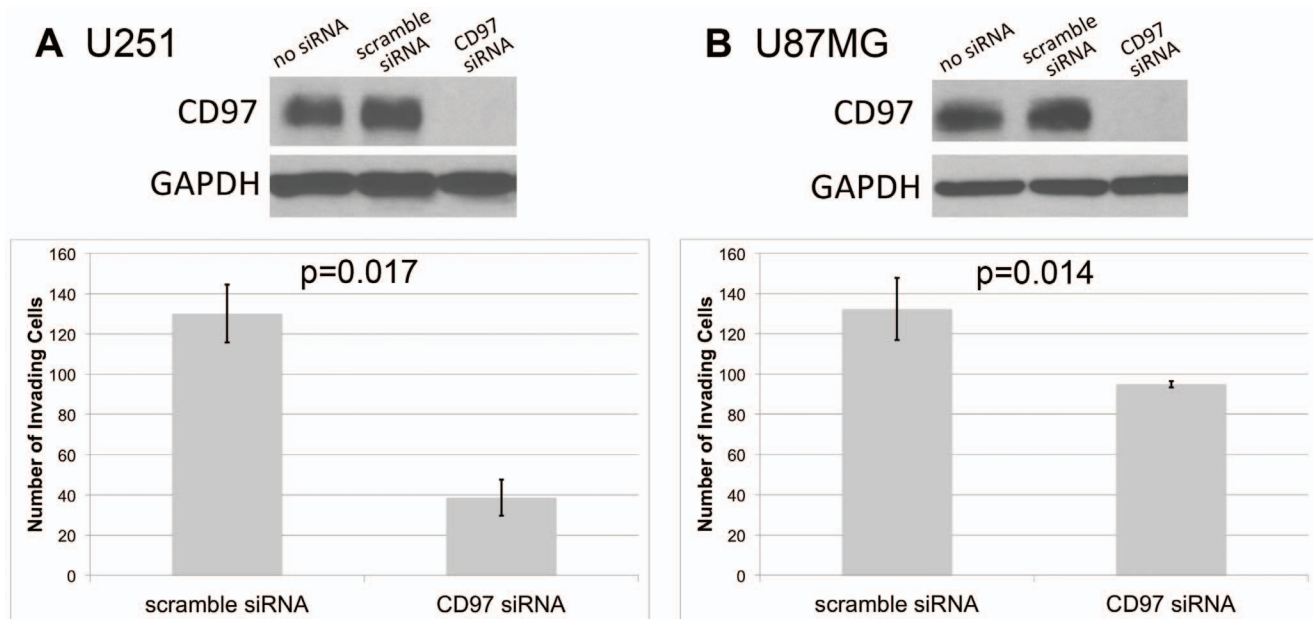 A U251
no siRNA
scramble
siRNA
CD97
siRNA
CD97
GAPDH
160
140
120
100
80
60
40
20
0
Number of Invading Cells
p=0.017
scramble siRNA
CD97 siRNA
B U87MG
no siRNA
scramble
siRNA
CD97
siRNA
CD97
GAPDH
160
140
120
100
80
60
40
20
0
Number of Invading Cells
p=0.014
scramble siRNA
CD97 siRNA